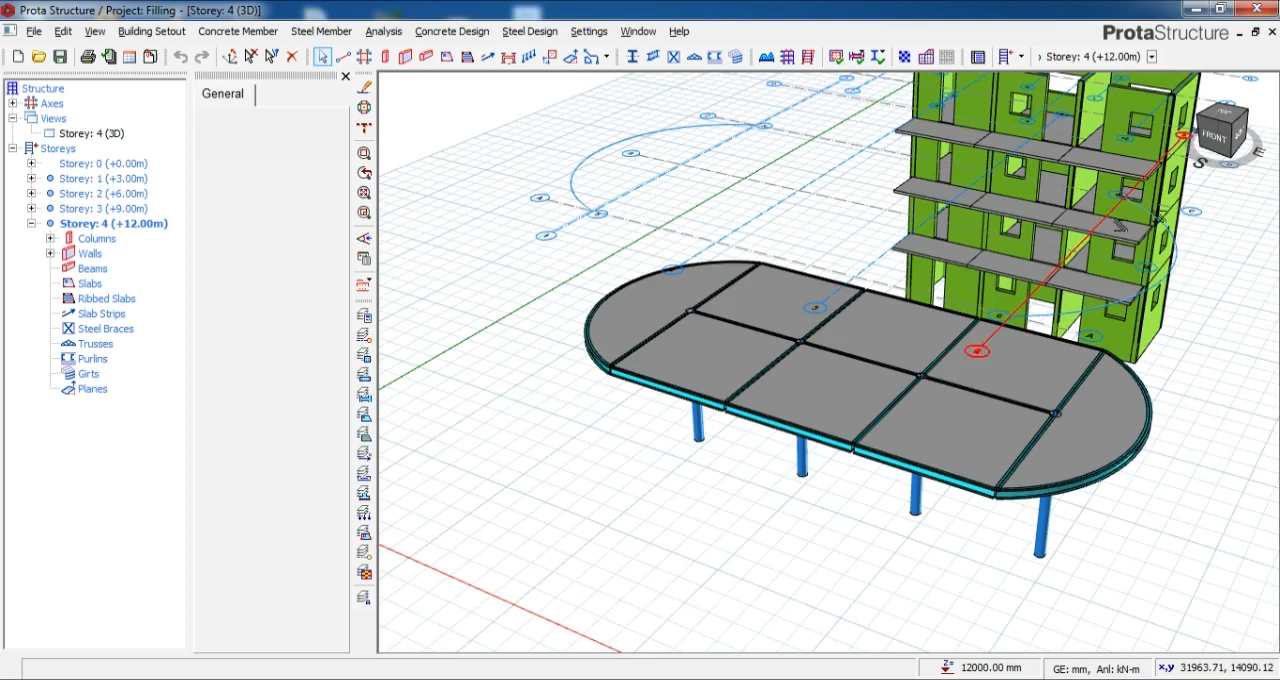 Prota Structure / Project: Filling - [Storey: 4 (3D)]
File Edit View Building Setout Concrete Member Steel Member Analysis Concrete Design Steel Design Settings Window Help
ProtaStructure
› Storey: 4 (+12.00m)
Structure
Axes
Views
Storey: 4 (3D)
Storeys
Storey: 0 (+0.00m)
Storey: 1 (+3.00m)
Storey: 2 (+6.00m)
Storey: 3 (+9.00m)
Storey: 4 (+12.00m)
Columns
Walls
Beams
Slabs
Ribbed Slabs
Slab Strips
Steel Braces
Trusses
Purlins
Girts
Planes
General
FRONT
S
E
Z= 12000.00 mm
GE: mm, Anl: kN-m
x,y 31963.71, 14090.12